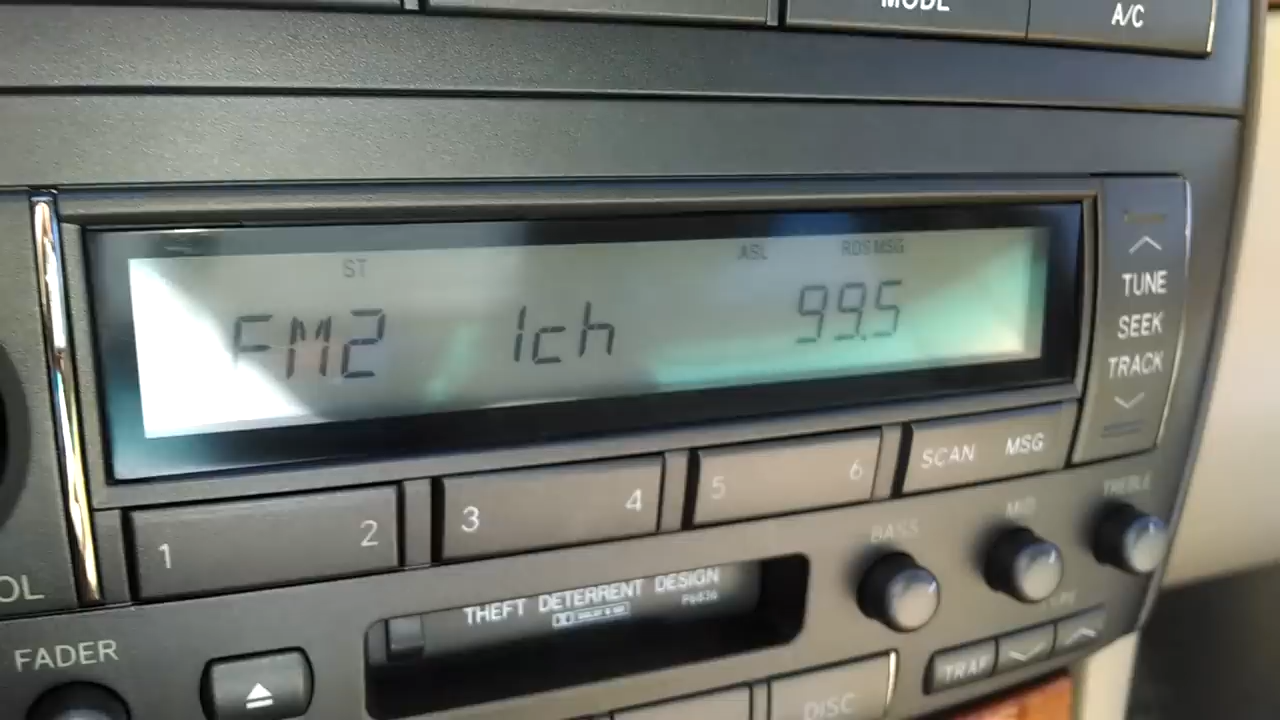 MODE
A/C
ST
ASL
RDS MSG
FM2
1ch
99.5
TUNE
SEEK
TRACK
SCAN
MSG
1
2
3
4
5
6
BASS
MID
TREBLE
THEFT DETERRENT DESIGN
P6836
OL
FADER
TRAF
DISC